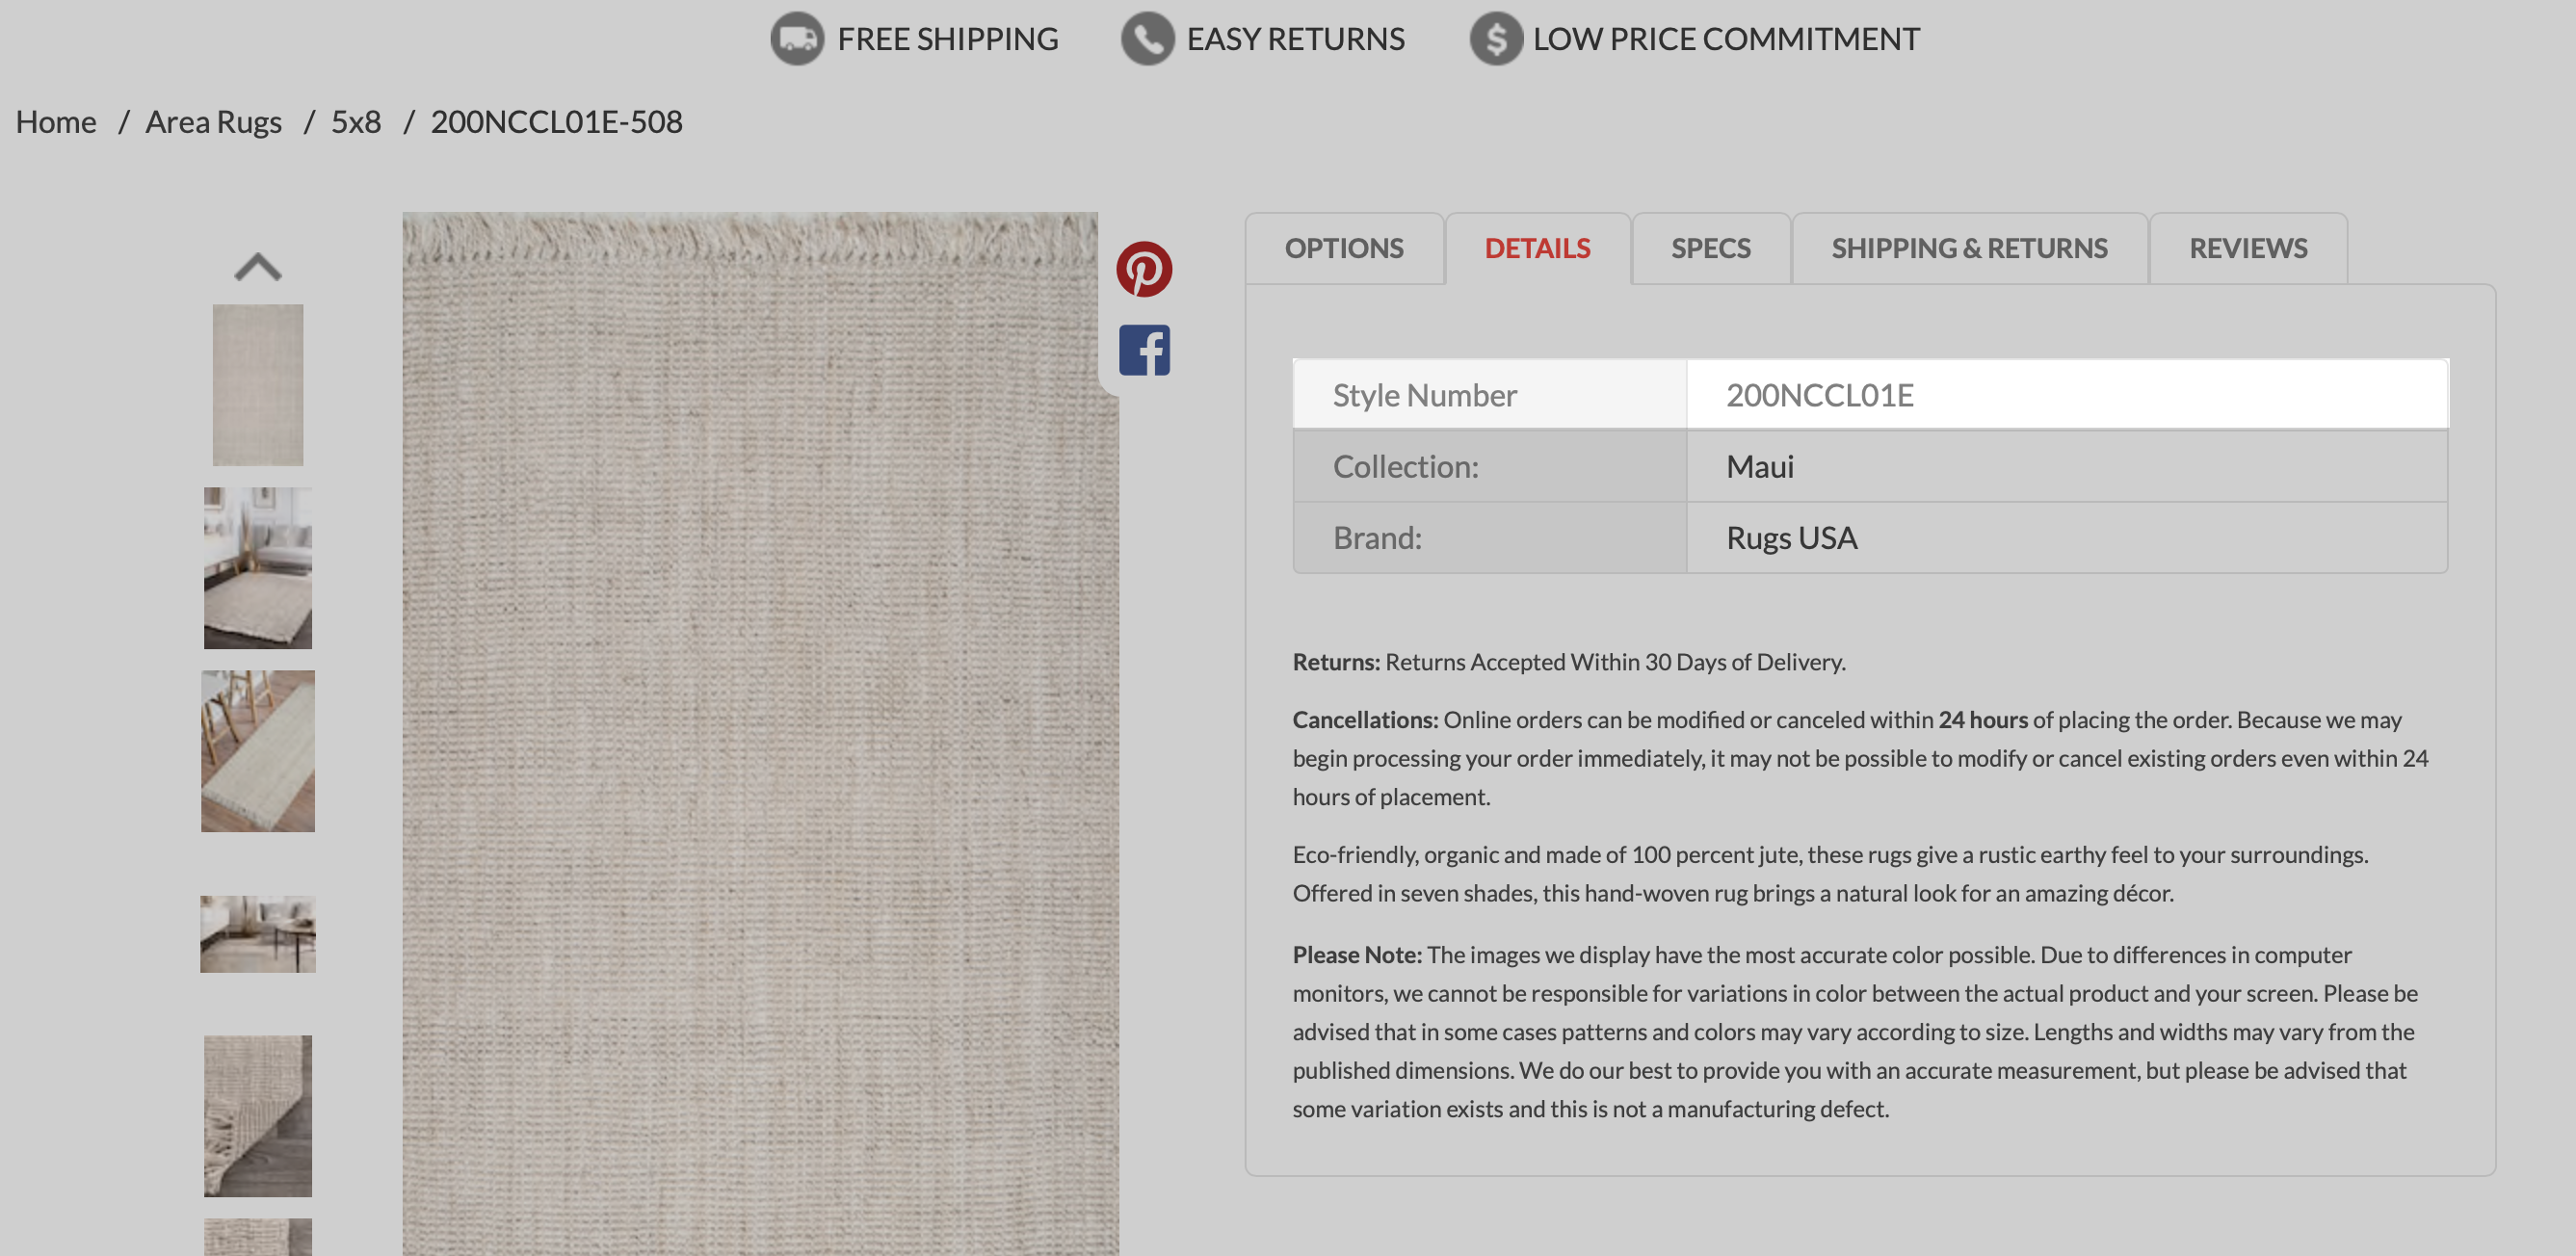 FREE SHIPPING EASY RETURNS LOW PRICE COMMITMENT
Home / Area Rugs / 5x8 / 200NCCL01E-508
OPTIONS DETAILS SPECS SHIPPING & RETURNS REVIEWS
Style Number 200NCCL01E
Collection: Maui
Brand: Rugs USA
Returns: Returns Accepted Within 30 Days of Delivery.
Cancellations: Online orders can be modified or canceled within 24 hours of placing the order. Because we may
begin processing your order immediately, it may not be possible to modify or cancel existing orders even within 24
hours of placement.
Eco-friendly, organic and made of 100 percent jute, these rugs give a rustic earthy feel to your surroundings.
Offered in seven shades, this hand-woven rug brings a natural look for an amazing décor.
Please Note: The images we display have the most accurate color possible. Due to differences in computer
monitors, we cannot be responsible for variations in color between the actual product and your screen. Please be
advised that in some cases patterns and colors may vary according to size. Lengths and widths may vary from the
published dimensions. We do our best to provide you with an accurate measurement, but please be advised that
some variation exists and this is not a manufacturing defect.